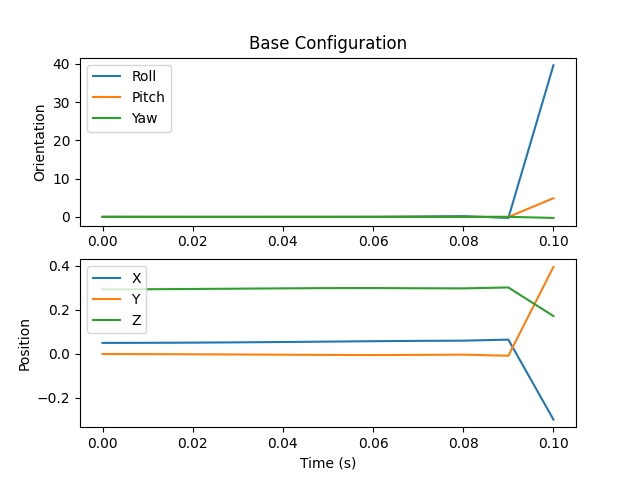 Base Configuration
40
30
20
10
0
Orientation
Roll
Pitch
Yaw
0.00 0.02 0.04 0.06 0.08 0.10
0.4
0.2
0.0
−0.2
Position
X
Y
Z
0.00 0.02 0.04 0.06 0.08 0.10
Time (s)